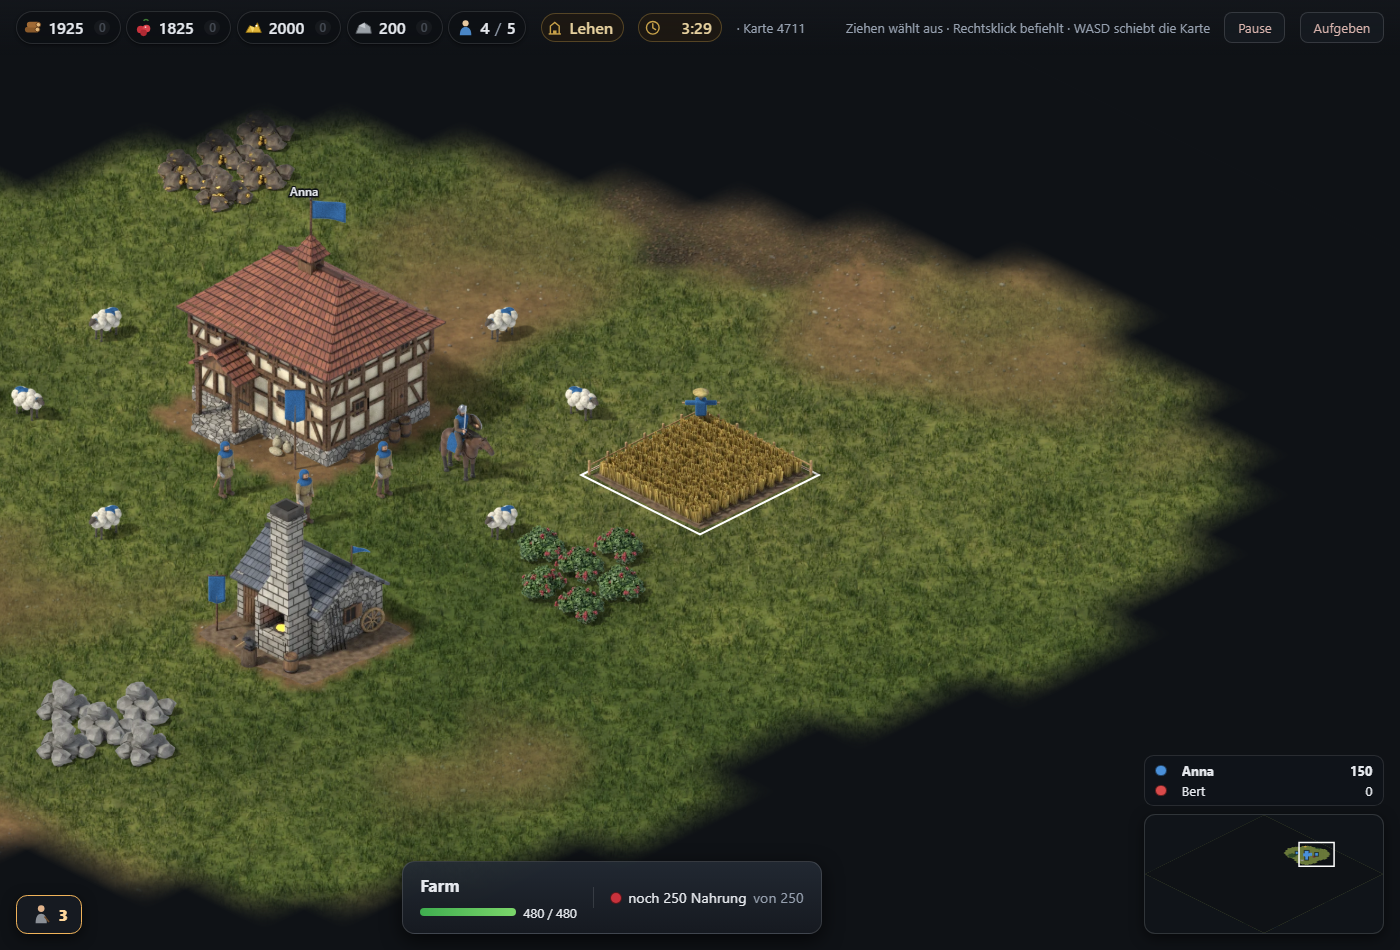 1925 0 1825 0 2000 0 200 0 4 / 5 Lehen 3:29 · Karte 4711 Ziehen wählt aus · Rechtsklick befiehlt · WASD schiebt die Karte Pause Aufgeben
Anna
Anna 150
Bert 0
Farm
480 / 480
noch 250 Nahrung von 250
3